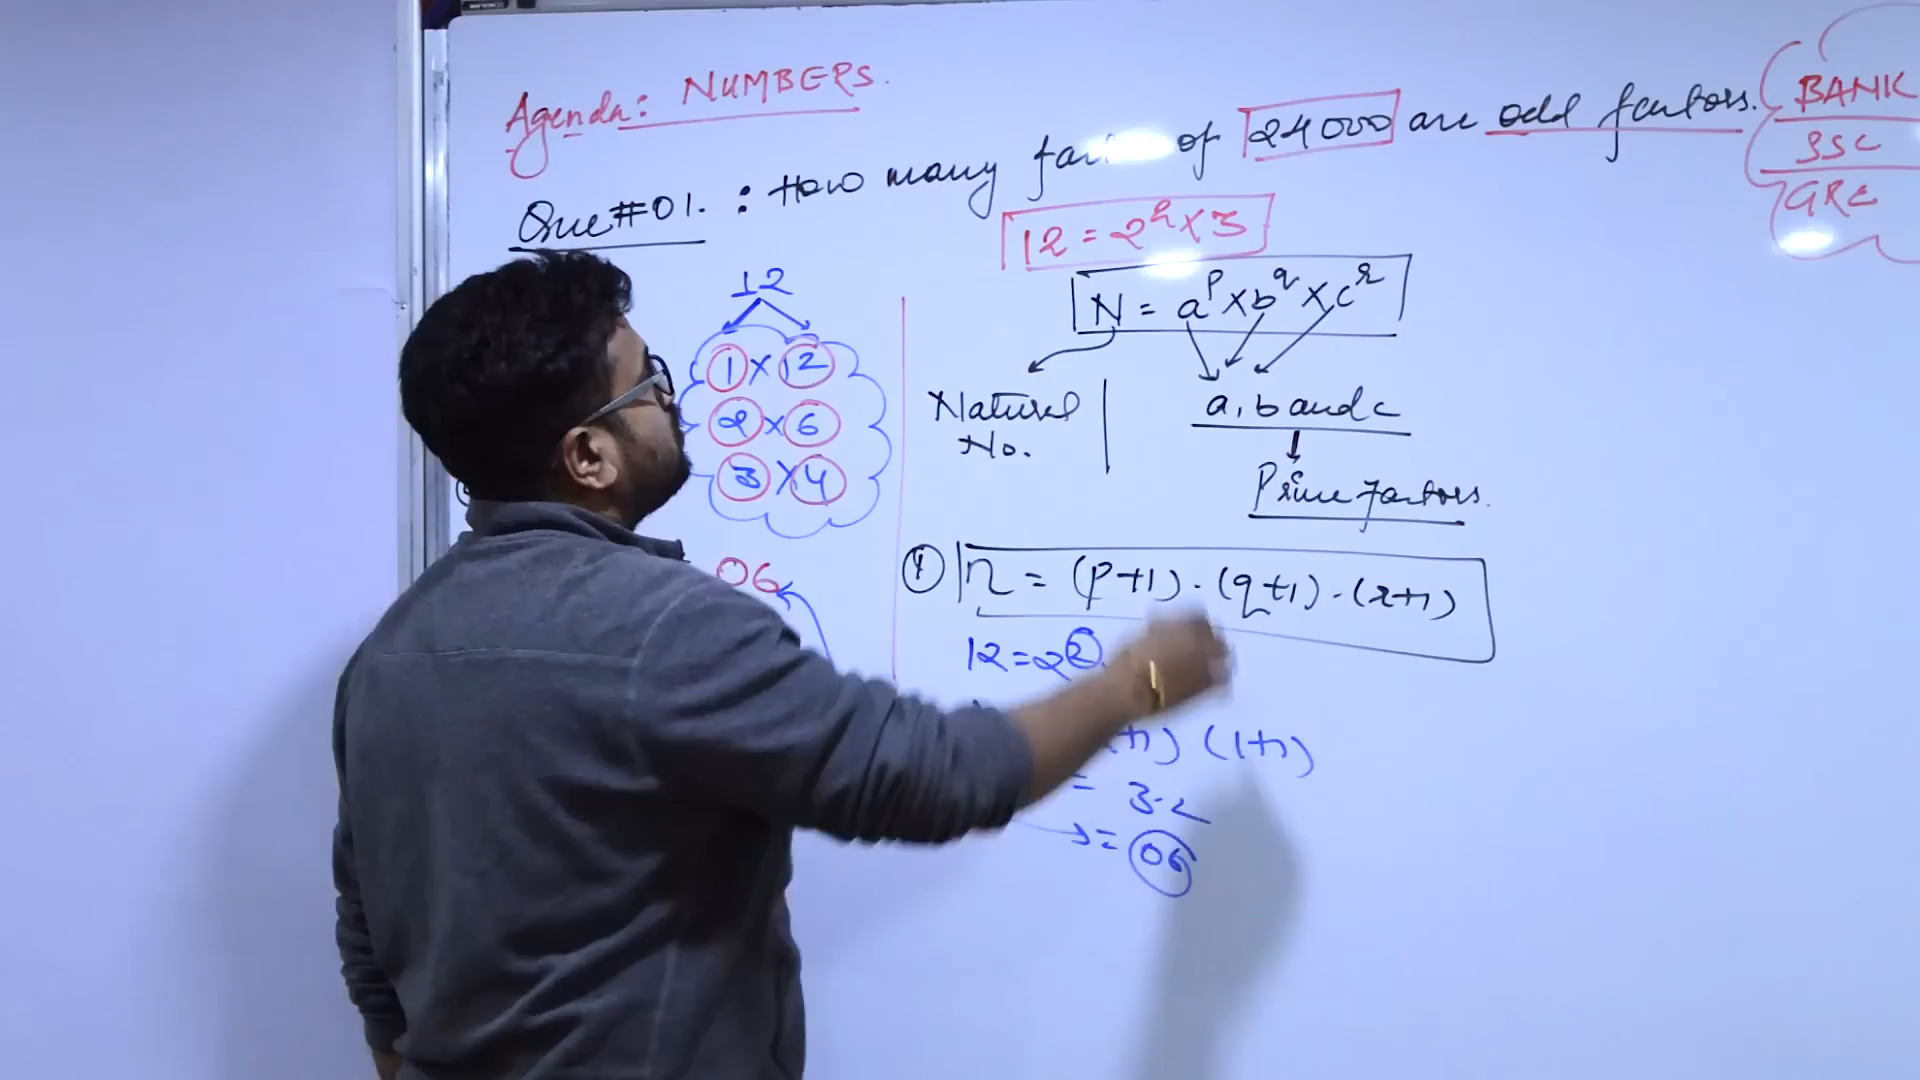 Agenda: NUMBERS.
Que#01. : How many of 24000 are odd factors.
BANK
SSC
GRE
12 = 2² × 3
12
1 × 12
2 × 6
3 × 4
06
N = a^p × b^q × c^r
Natural No.
a, b and c
Prime factors.
① n = (p+1) · (q+1) · (r+1)
12 = 2²
(1+1)
= 3·2
= 06